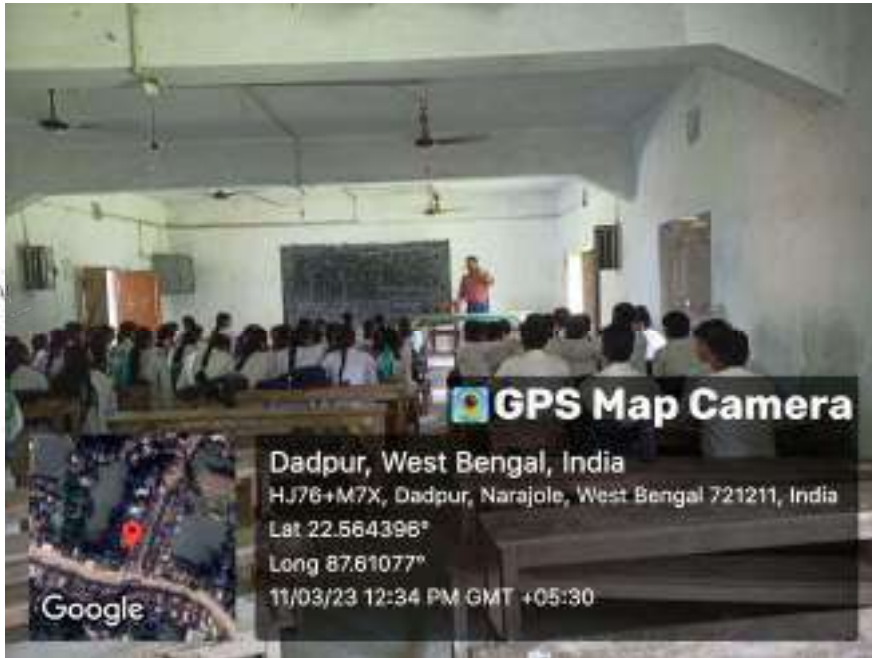 GPS Map Camera
Dadpur, West Bengal, India
HJ76+M7X, Dadpur, Narajole, West Bengal 721211, India
Lat 22.564396°
Long 87.61077°
11/03/23 12:34 PM GMT +05:30
Google